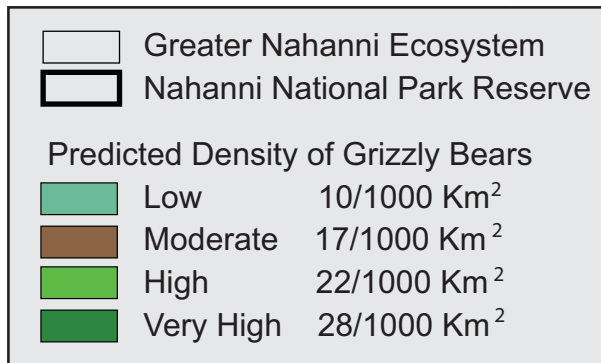 Greater Nahanni Ecosystem
Nahanni National Park Reserve
Predicted Density of Grizzly Bears
Low 10/1000 Km²
Moderate 17/1000 Km²
High 22/1000 Km²
Very High 28/1000 Km²